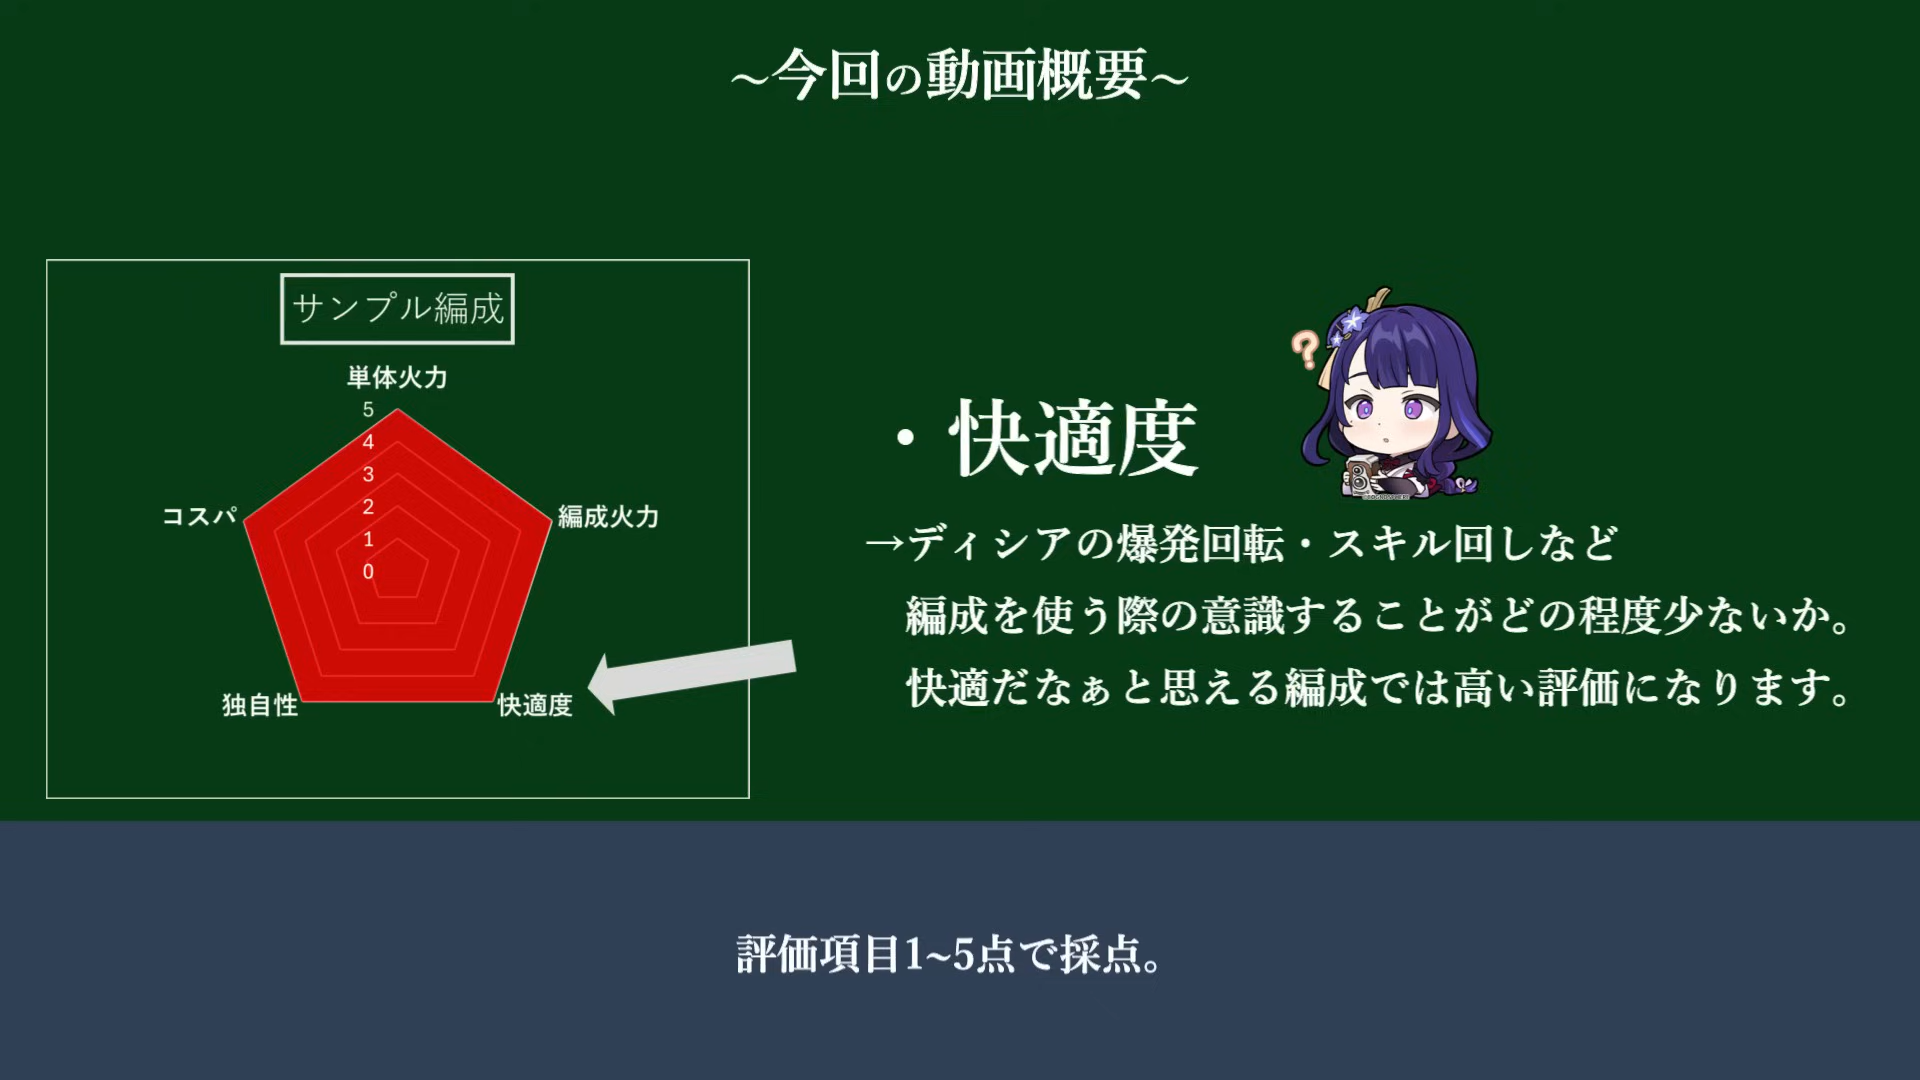 ～今回の動画概要～
サンプル編成
単体火力
5
4
3
2
1
0
コスパ
編成火力
独自性
快適度
・快適度
?
→ディシアの爆発回転・スキル回しなど
編成を使う際の意識することがどの程度少ないか。
快適だなぁと思える編成では高い評価になります。
評価項目1~5点で採点。